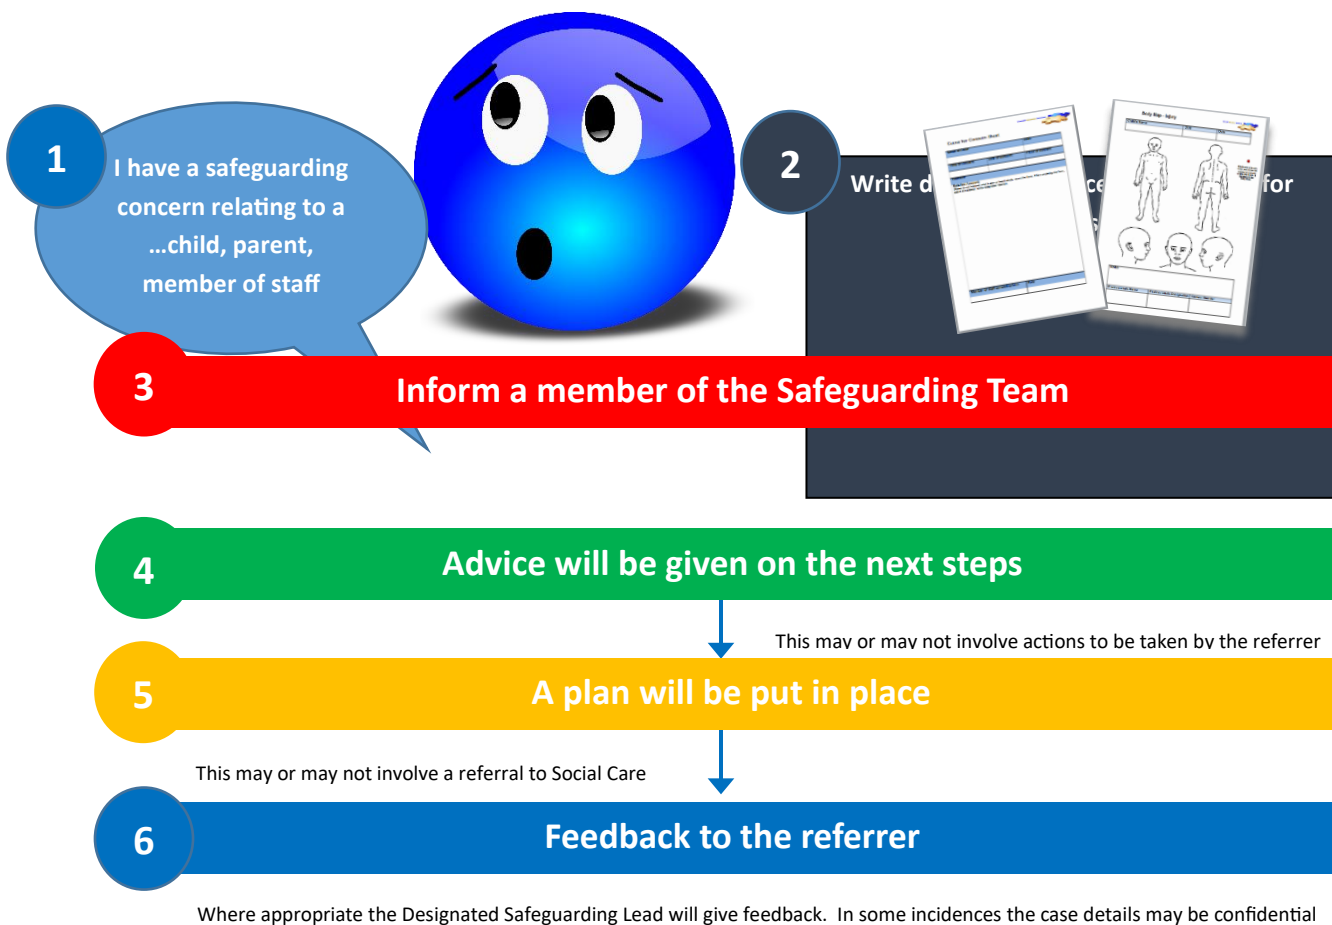 1
I have a safeguarding
concern relating to a
...child, parent,
member of staff
2
Write
for
Body Map - Injury
3
Inform a member of the Safeguarding Team
4
Advice will be given on the next steps
This may or may not involve actions to be taken by the referrer
5
A plan will be put in place
This may or may not involve a referral to Social Care
6
Feedback to the referrer
Where appropriate the Designated Safeguarding Lead will give feedback. In some incidences the case details may be confidential